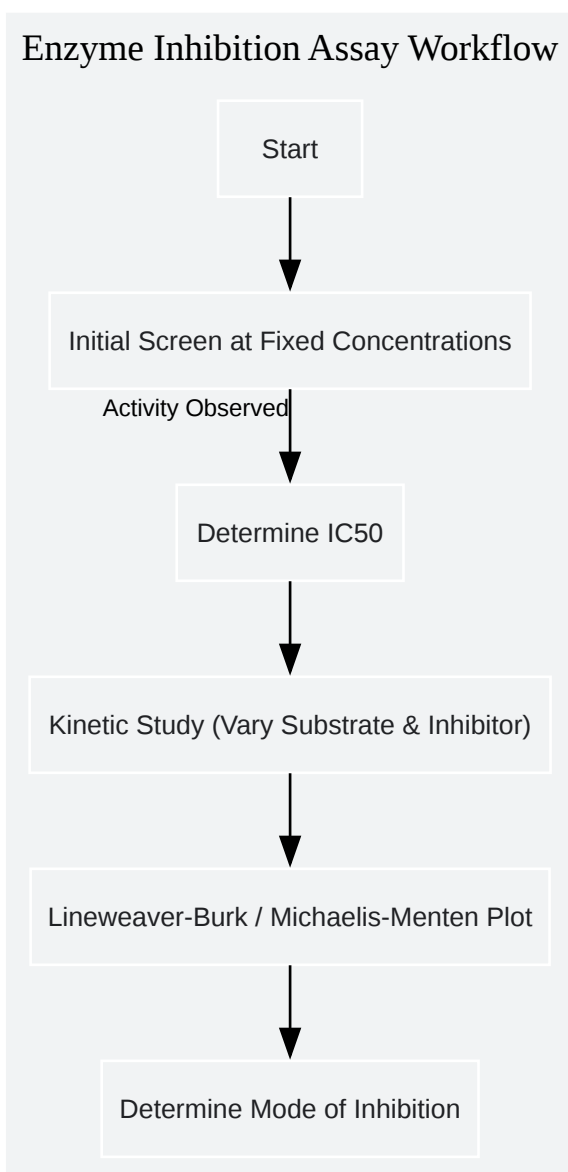 Enzyme Inhibition Assay Workflow
Start
Initial Screen at Fixed Concentrations
Activity Observed
Determine IC50
Kinetic Study (Vary Substrate & Inhibitor)
Lineweaver-Burk / Michaelis-Menten Plot
Determine Mode of Inhibition